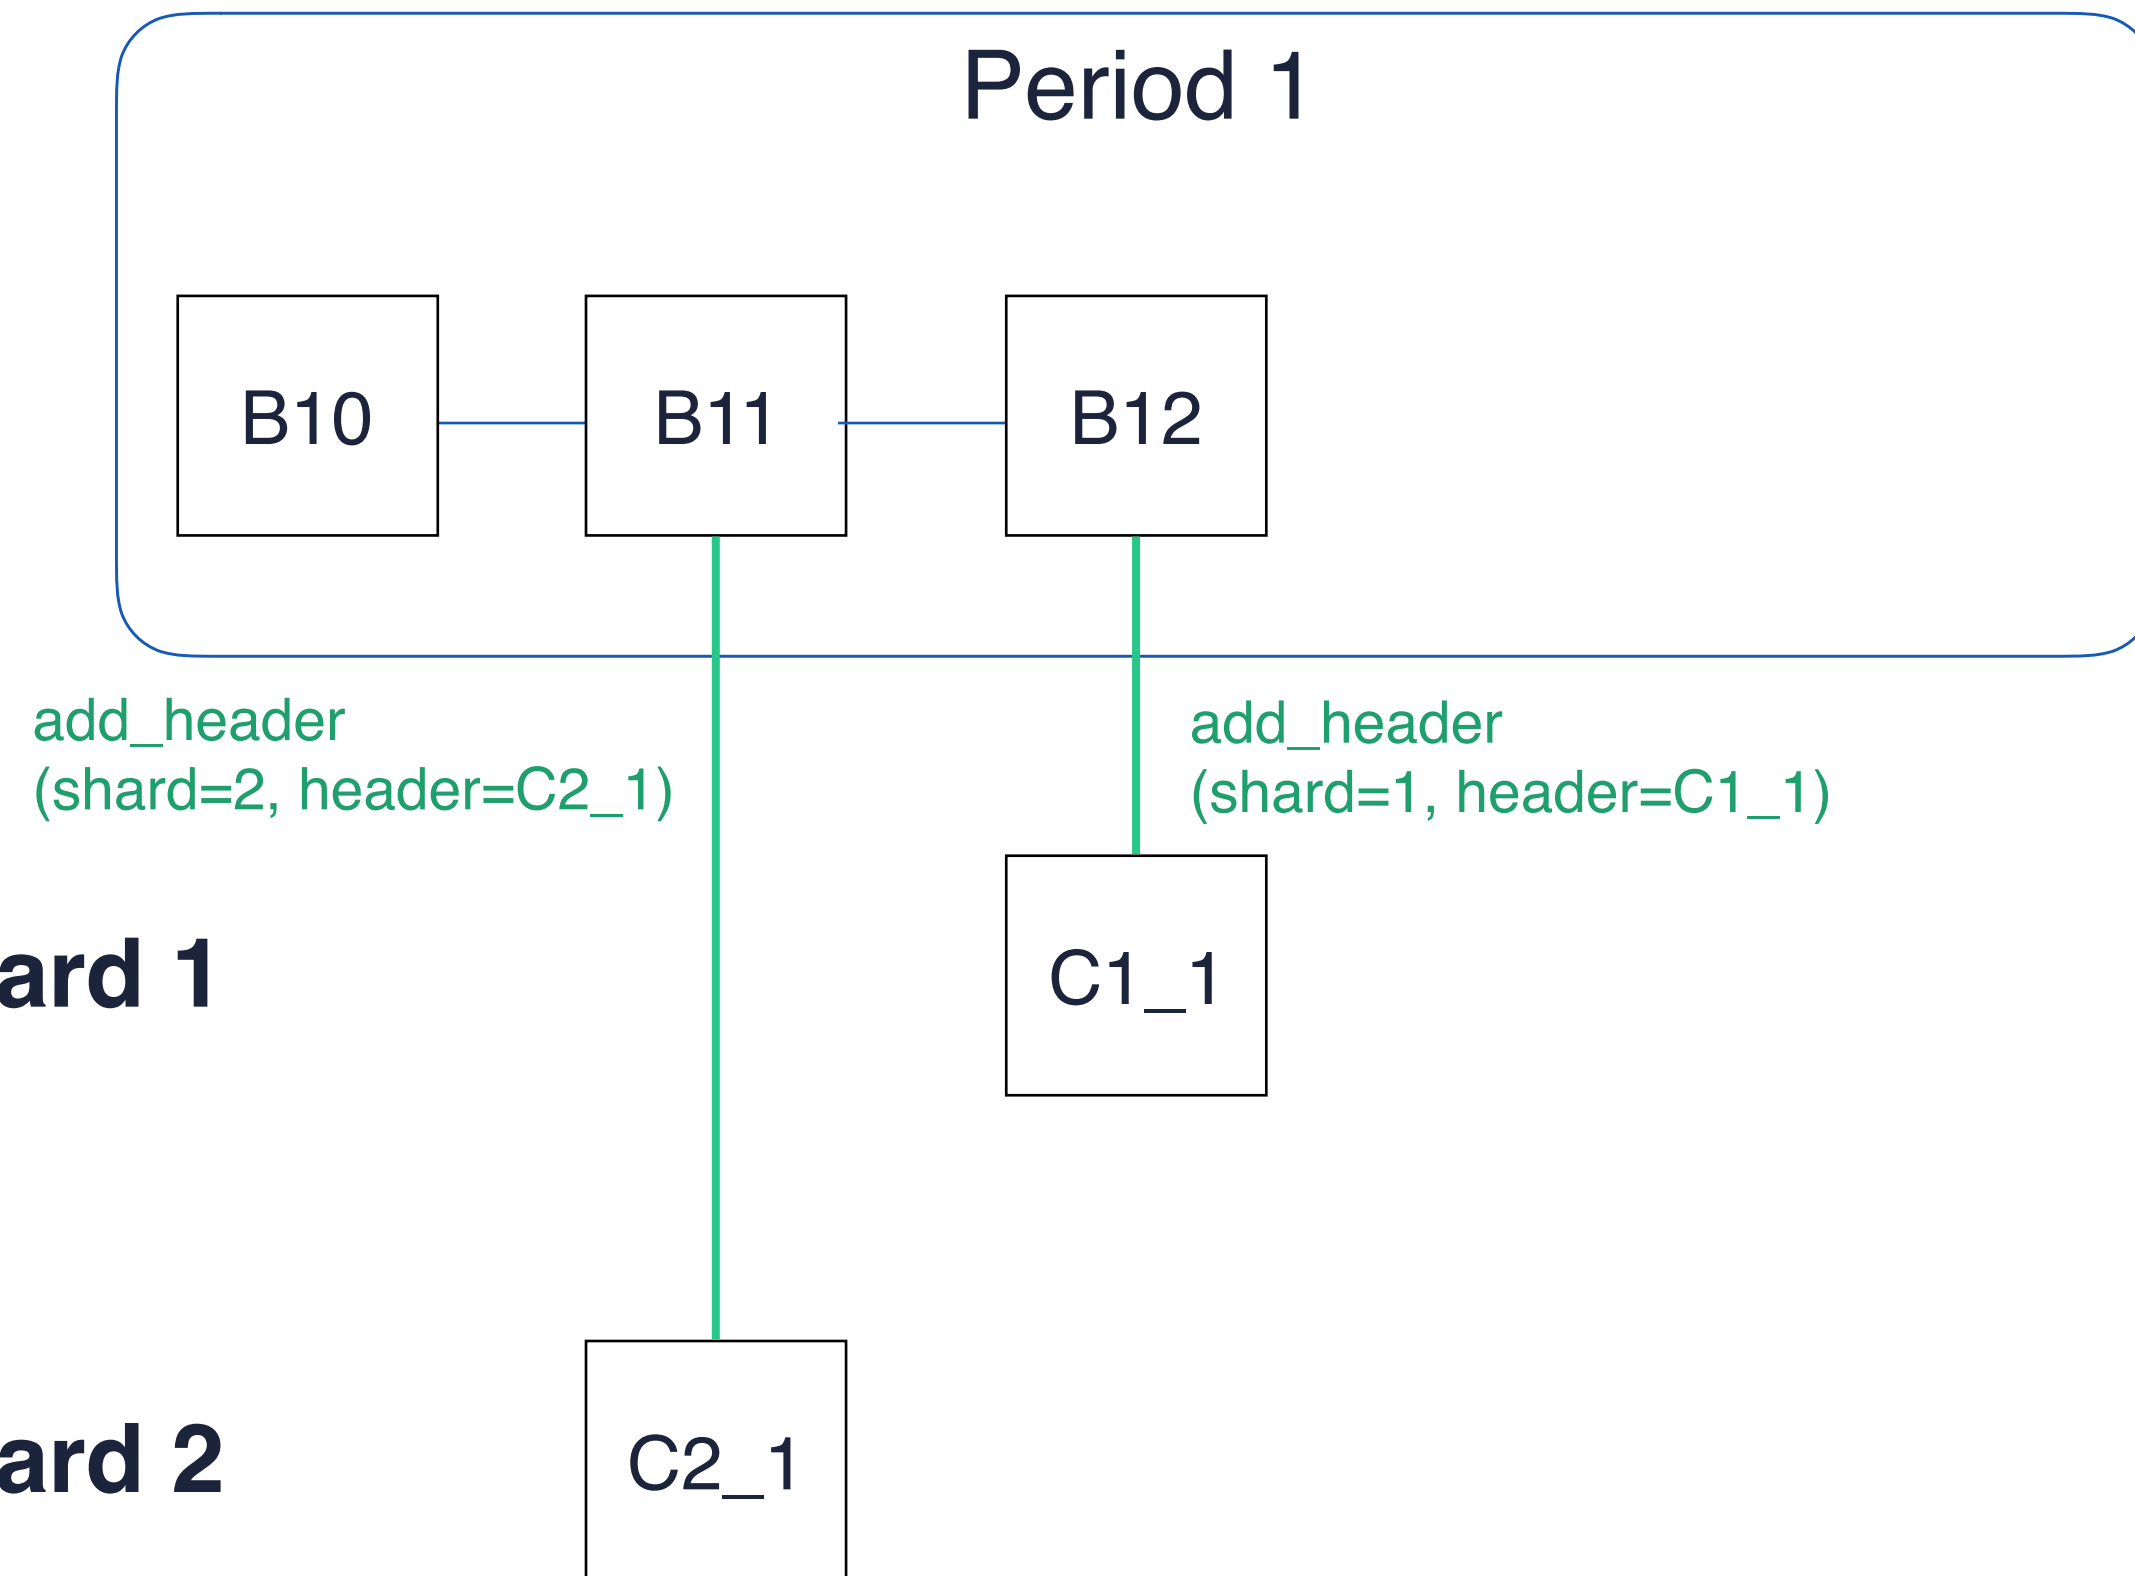 Period 1
B10 B11 B12
add_header
(shard=2, header=C2_1)
add_header
(shard=1, header=C1_1)
ard 1
C1_1
ard 2
C2_1